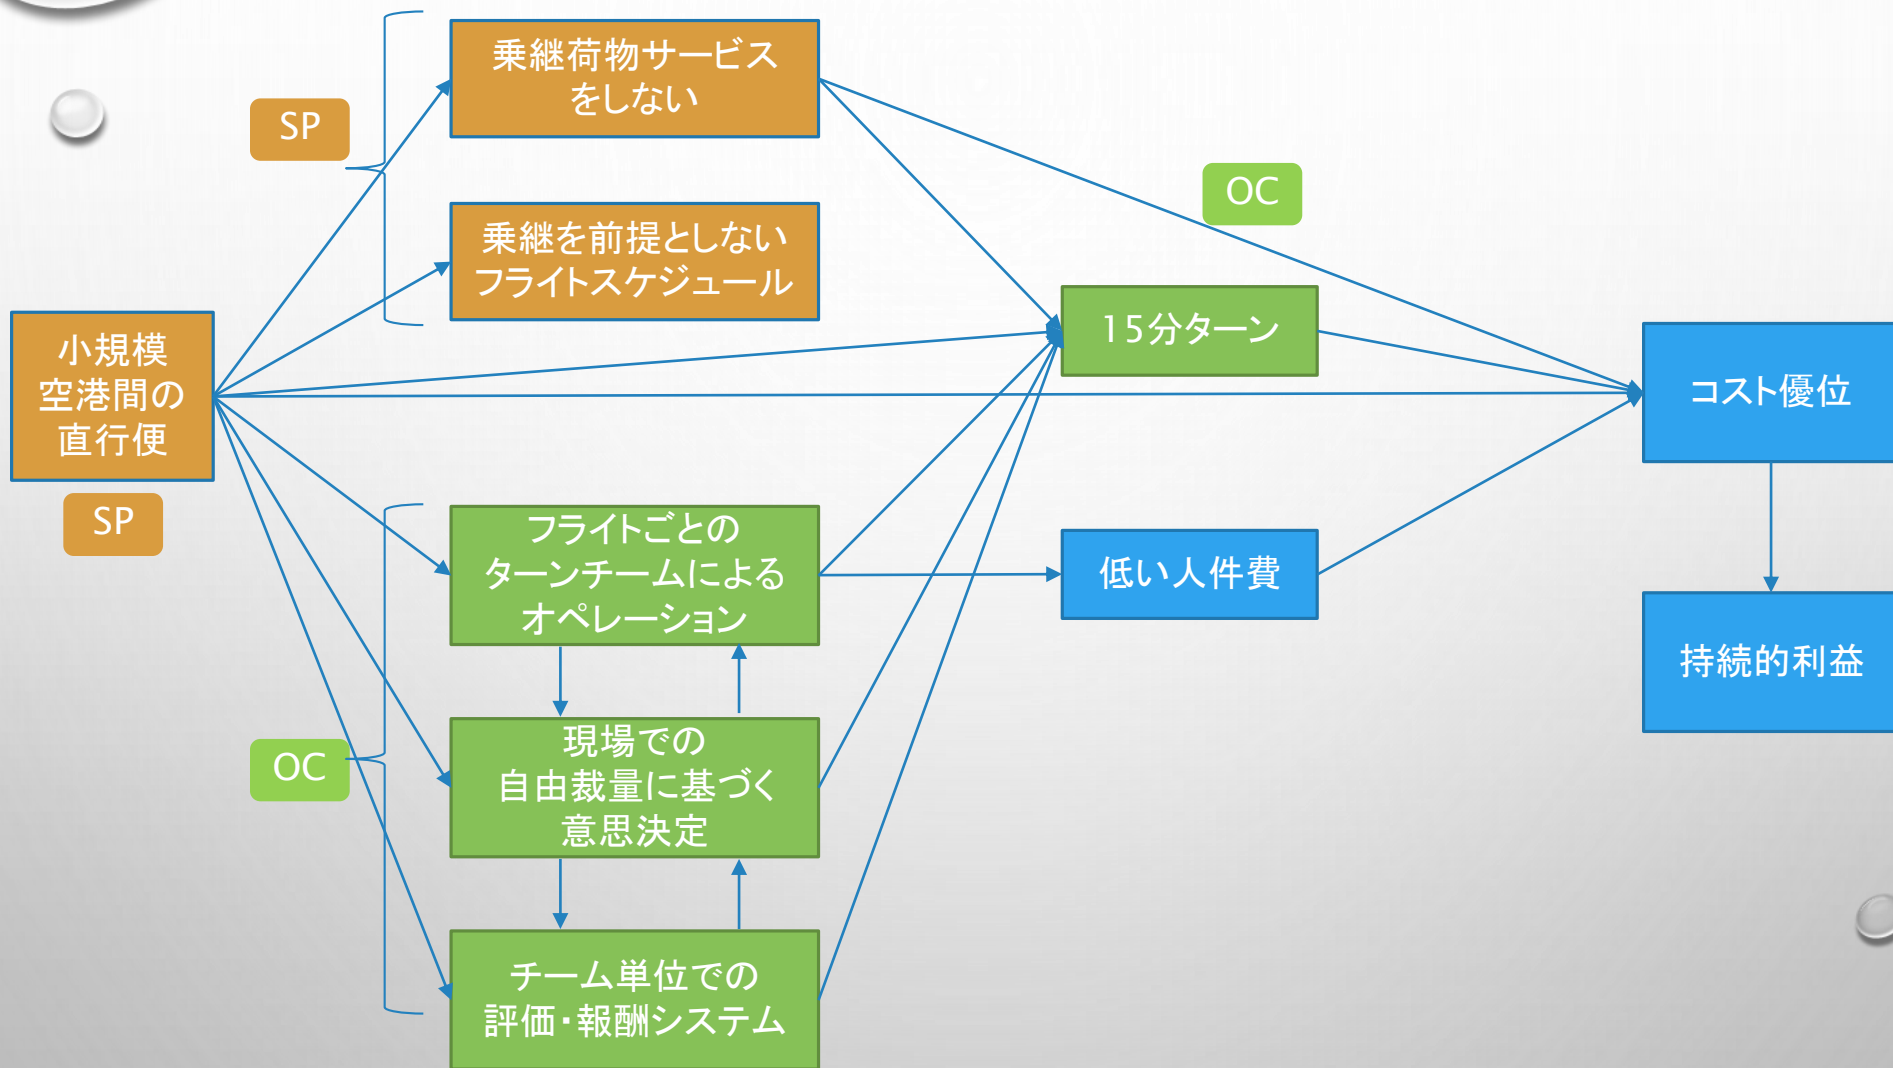 乗継荷物サービス
をしない
SP
乗継を前提としない
フライトスケジュール
OC
15分ターン
小規模
空港間の
直行便
SP
コスト優位
フライトごとの
ターンチームによる
オペレーション
低い人件費
持続的利益
OC
現場での
自由裁量に基づく
意思決定
チーム単位での
評価・報酬システム